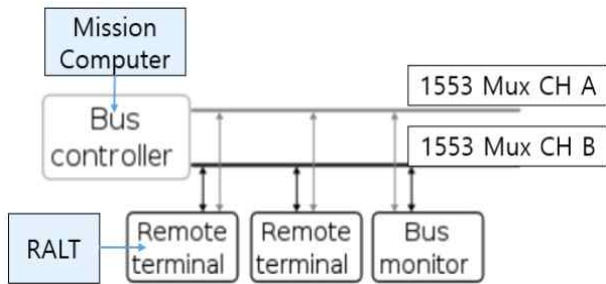 Mission
Computer
1553 Mux CH A
Bus
controller
1553 Mux CH B
RALT
Remote
terminal
Remote
terminal
Bus
monitor